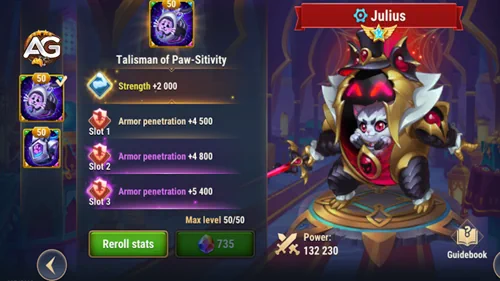 AG
50
50
50
Talisman of Paw-Sitivity
Strength +2 000
Armor penetration +4 500
Slot 1
Armor penetration +4 800
Slot 2
Armor penetration +5 400
Slot 3
Max level 50/50
Reroll stats
735
Julius
Power:
132 230
Guidebook